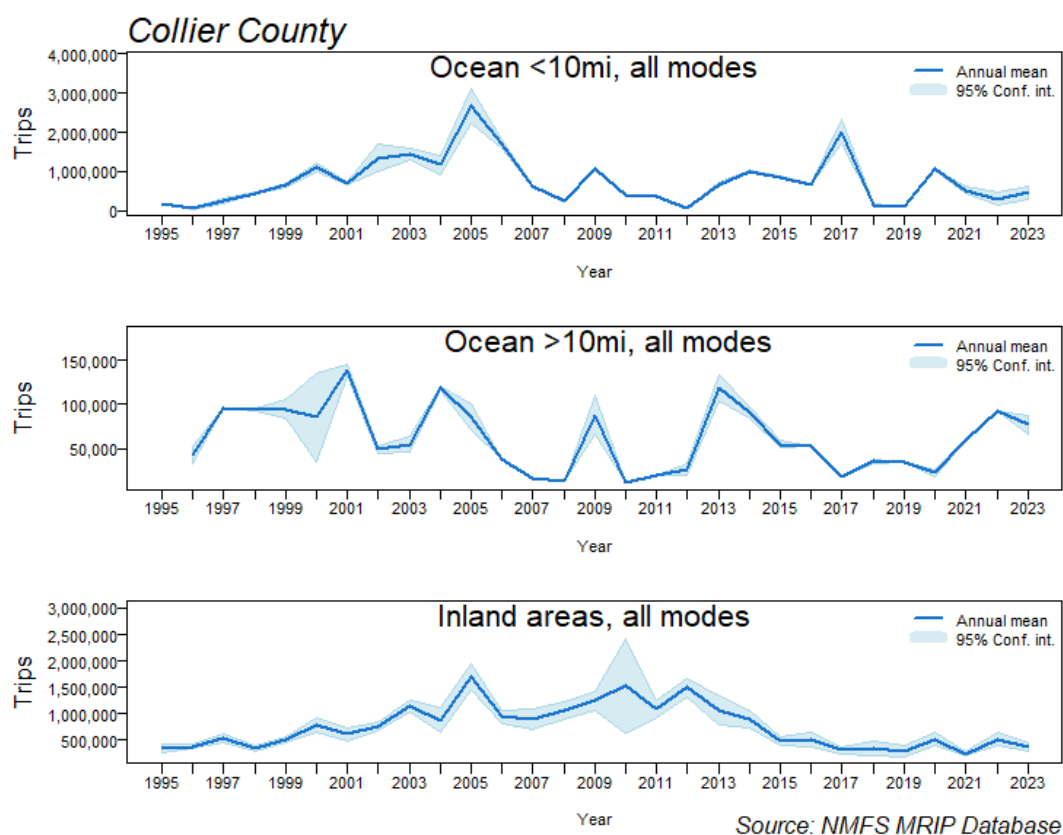 Collier County
Ocean <10mi, all modes
Annual mean
95% Conf. int.
Trips
4,000,000
3,000,000
2,000,000
1,000,000
0
1995 1997 1999 2001 2003 2005 2007 2009 2011 2013 2015 2017 2019 2021 2023
Year
Ocean >10mi, all modes
Annual mean
95% Conf. int.
Trips
150,000
100,000
50,000
1995 1997 1999 2001 2003 2005 2007 2009 2011 2013 2015 2017 2019 2021 2023
Year
Inland areas, all modes
Annual mean
95% Conf. int.
Trips
3,000,000
2,500,000
2,000,000
1,500,000
1,000,000
500,000
1995 1997 1999 2001 2003 2005 2007 2009 2011 2013 2015 2017 2019 2021 2023
Year
Source: NMFS MRIP Database